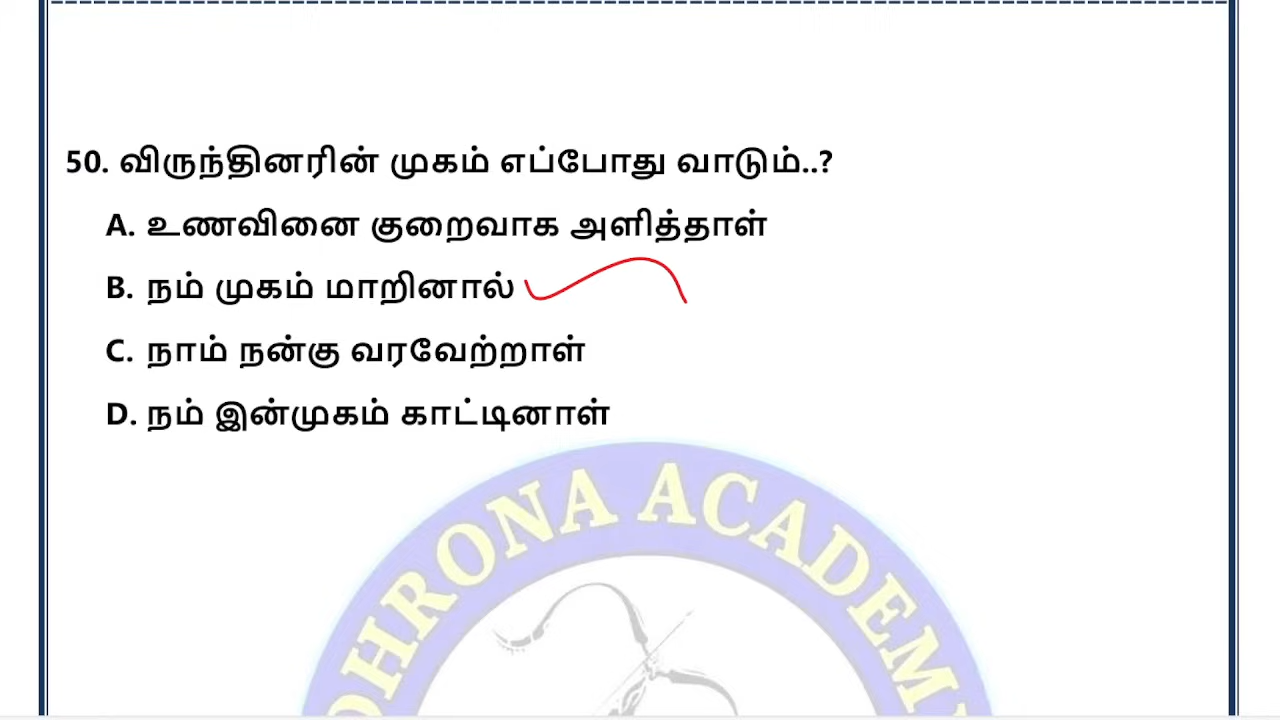 50. விருந்தினரின் முகம் எப்போது வாடும்..?
A. உணவினை குறைவாக அளித்தாள்
B. நம் முகம் மாறினால்
C. நாம் நன்கு வரவேற்றாள்
D. நம் இன்முகம் காட்டினாள்
DHRONA ACADEM